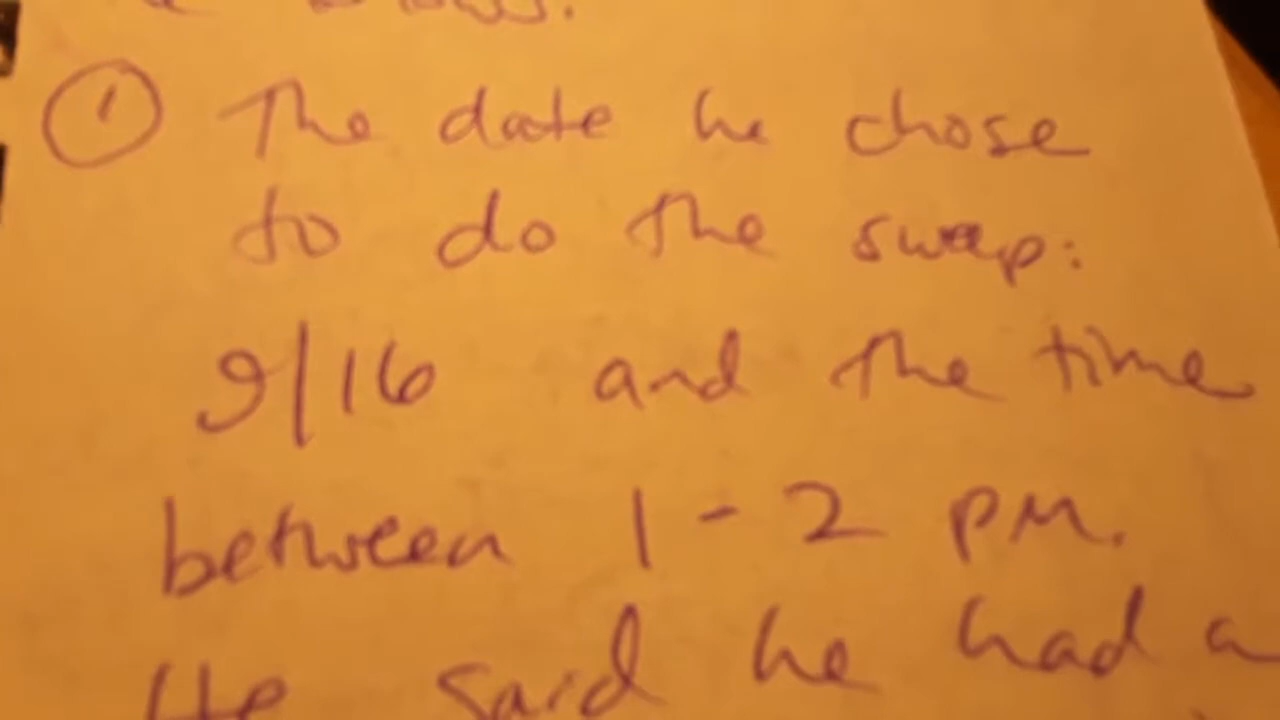 ① The date he chose
to do the swap:
9/16 and the time
between 1-2 pm.
He said he had a